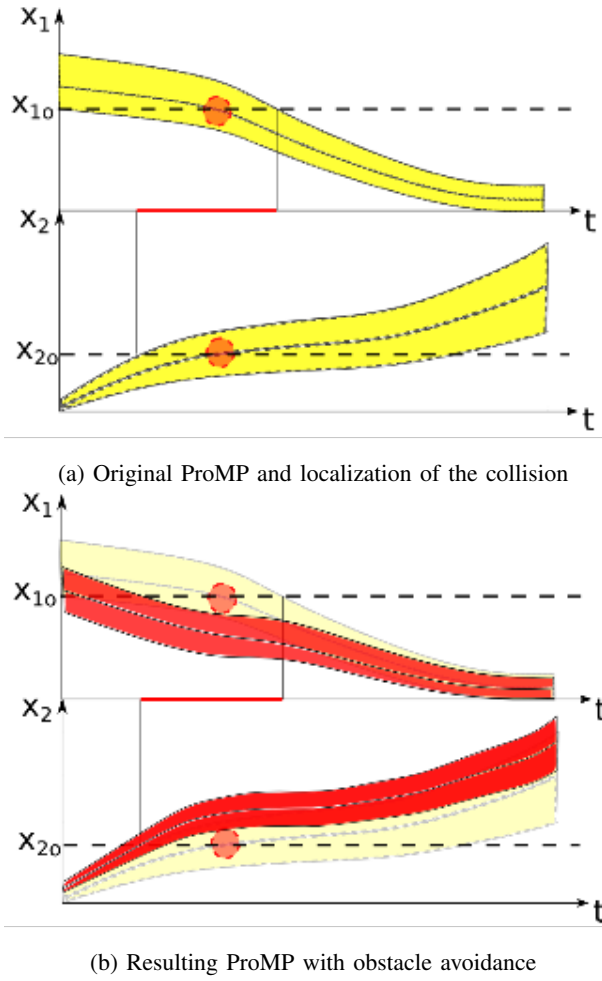 x1
x1o
t
x2
x2o
t
(a) Original ProMP and localization of the collision
x1
x1o
t
x2
x2o
t
(b) Resulting ProMP with obstacle avoidance